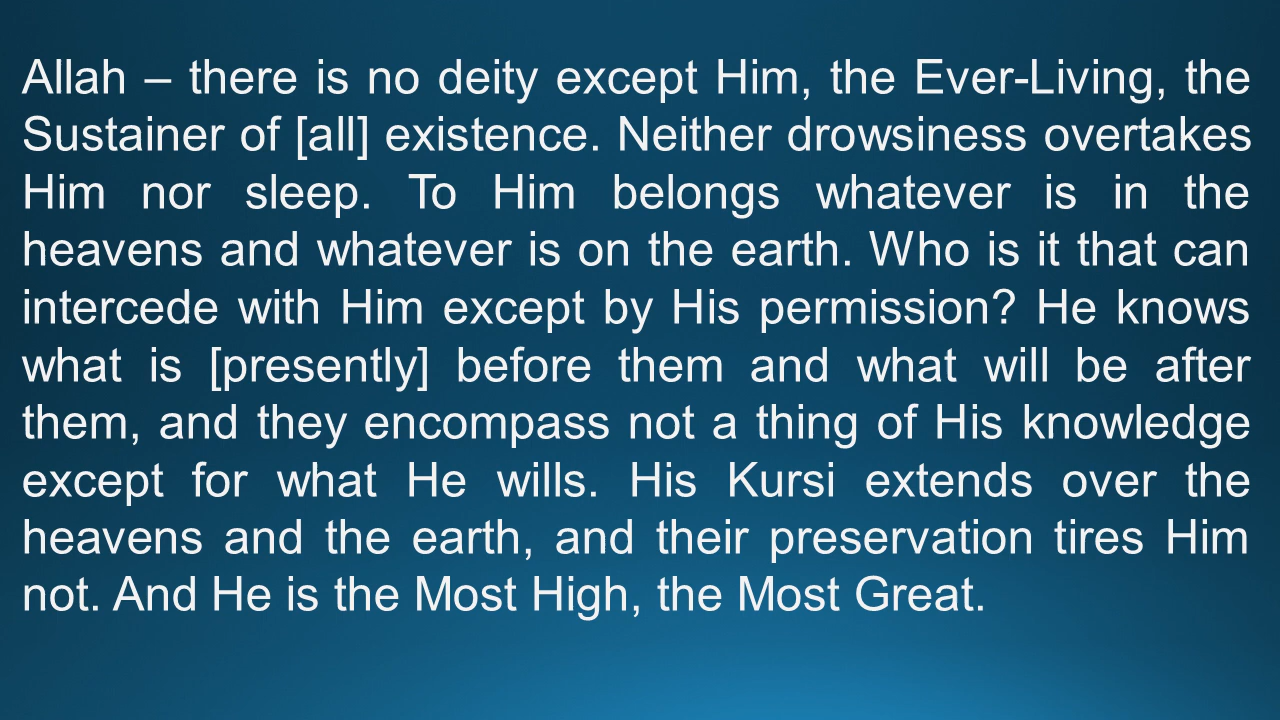 Allah – there is no deity except Him, the Ever-Living, the
Sustainer of [all] existence. Neither drowsiness overtakes
Him nor sleep. To Him belongs whatever is in the
heavens and whatever is on the earth. Who is it that can
intercede with Him except by His permission? He knows
what is [presently] before them and what will be after
them, and they encompass not a thing of His knowledge
except for what He wills. His Kursi extends over the
heavens and the earth, and their preservation tires Him
not. And He is the Most High, the Most Great.